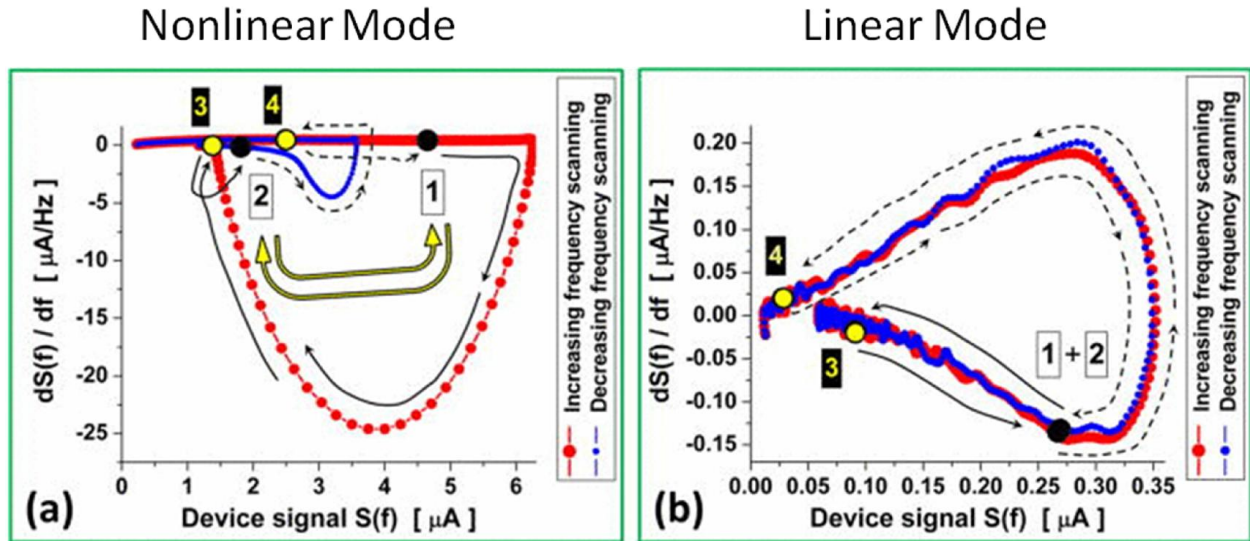 Nonlinear Mode
Linear Mode
3
4
2
1
0
-5
-10
-15
-20
-25
dS(f) / df [ µA/Hz ]
0 1 2 3 4 5 6
Device signal S(f) [ µA ]
(a)
Increasing frequency scanning
Decreasing frequency scanning
0.20
0.15
0.10
0.05
0.00
-0.05
-0.10
-0.15
dS(f) / df [ µA/Hz ]
4
3
1 + 2
0.00 0.05 0.10 0.15 0.20 0.25 0.30 0.35
Device signal S(f) [ µA ]
(b)
Increasing frequency scanning
Decreasing frequency scanning